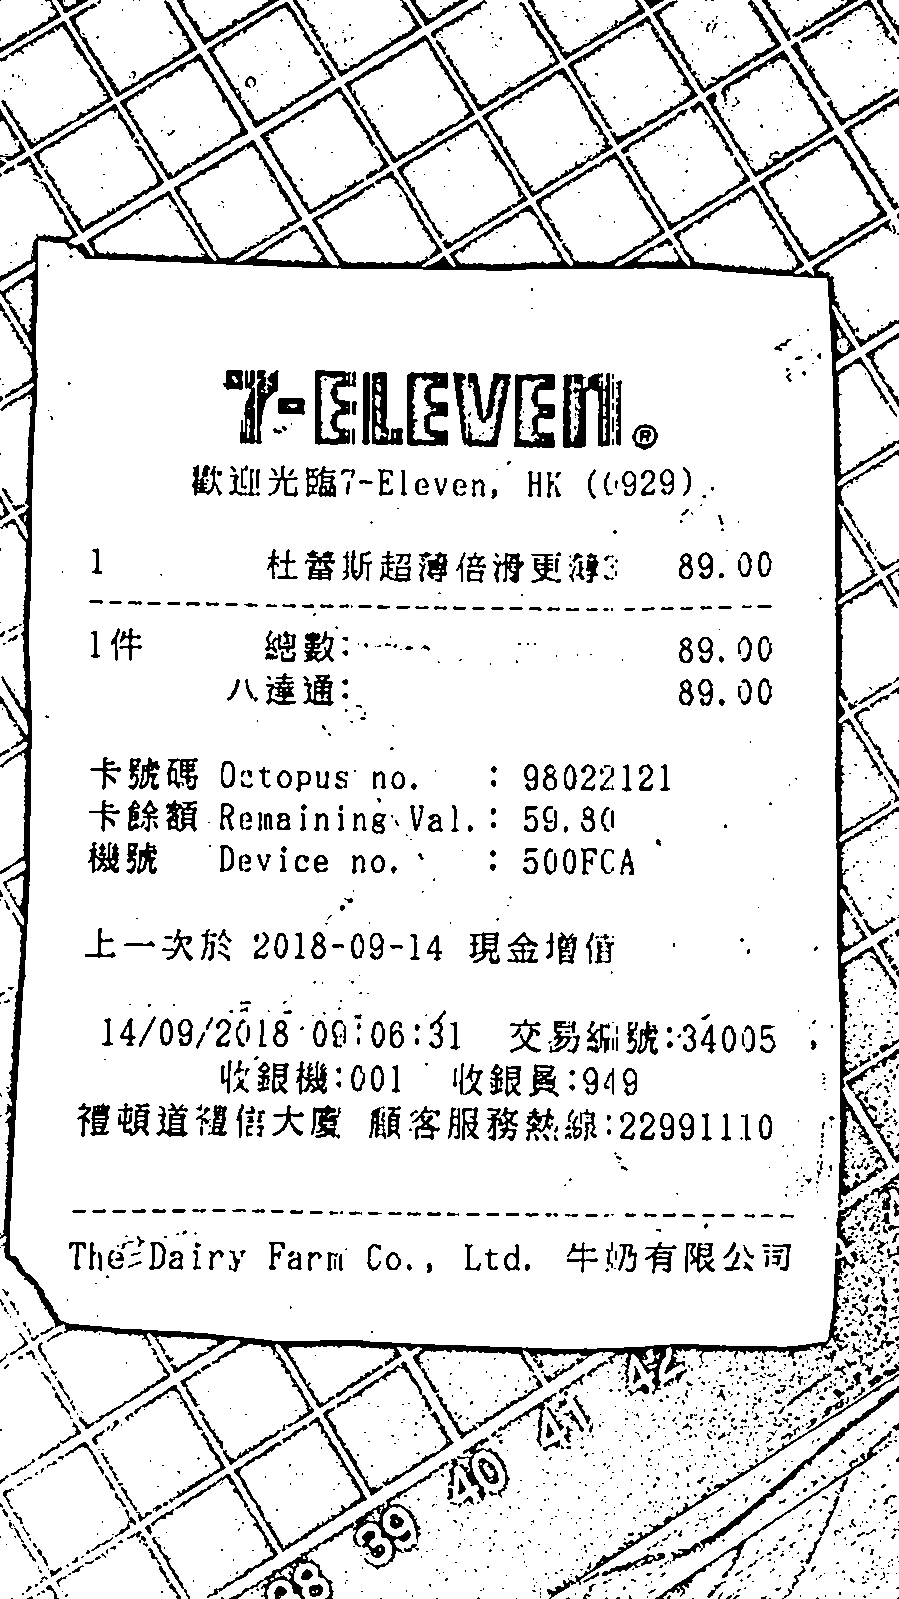 7-ELEVEN®
歡迎光臨7-Eleven, HK (0929)
1 杜蕾斯超薄倍滑更薄3 89.00
1件 總數: 89.00
八達通: 89.00
卡號碼 Octopus no. : 98022121
卡餘額 Remaining Val.: 59.80
機號 Device no. : 500FCA
上一次於 2018-09-14 現金增值
14/09/2018 09:06:31 交易編號:34005
收銀機:001 收銀員:949
禮頓道禮信大廈 顧客服務熱線:22991110
The Dairy Farm Co., Ltd. 牛奶有限公司
42
41
40
39
38